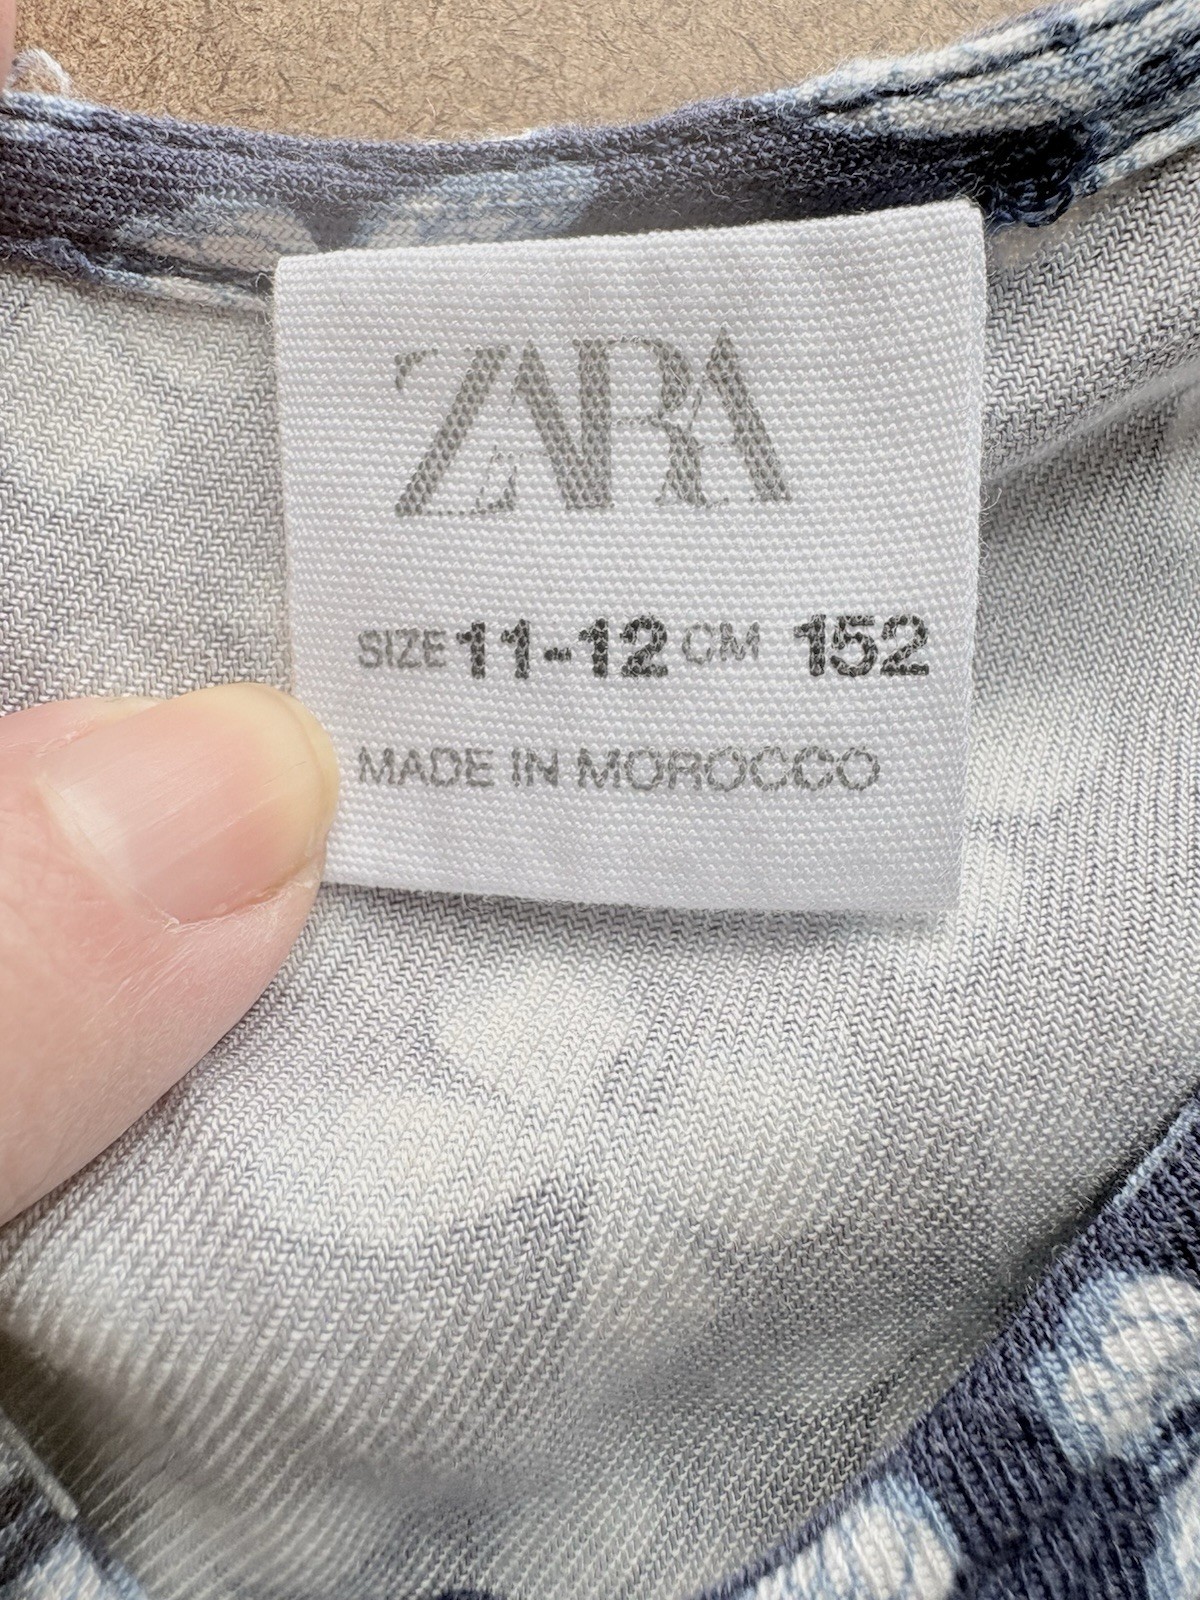 ZARA
SIZE 11-12 CM 152
MADE IN MOROCCO